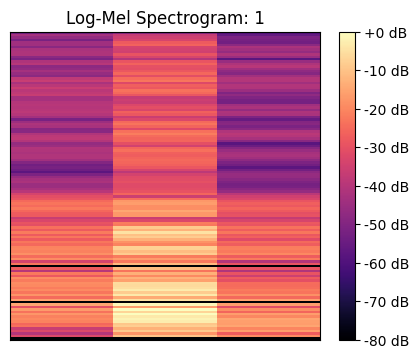 Log-Mel Spectrogram: 1
+0 dB
-10 dB
-20 dB
-30 dB
-40 dB
-50 dB
-60 dB
-70 dB
-80 dB